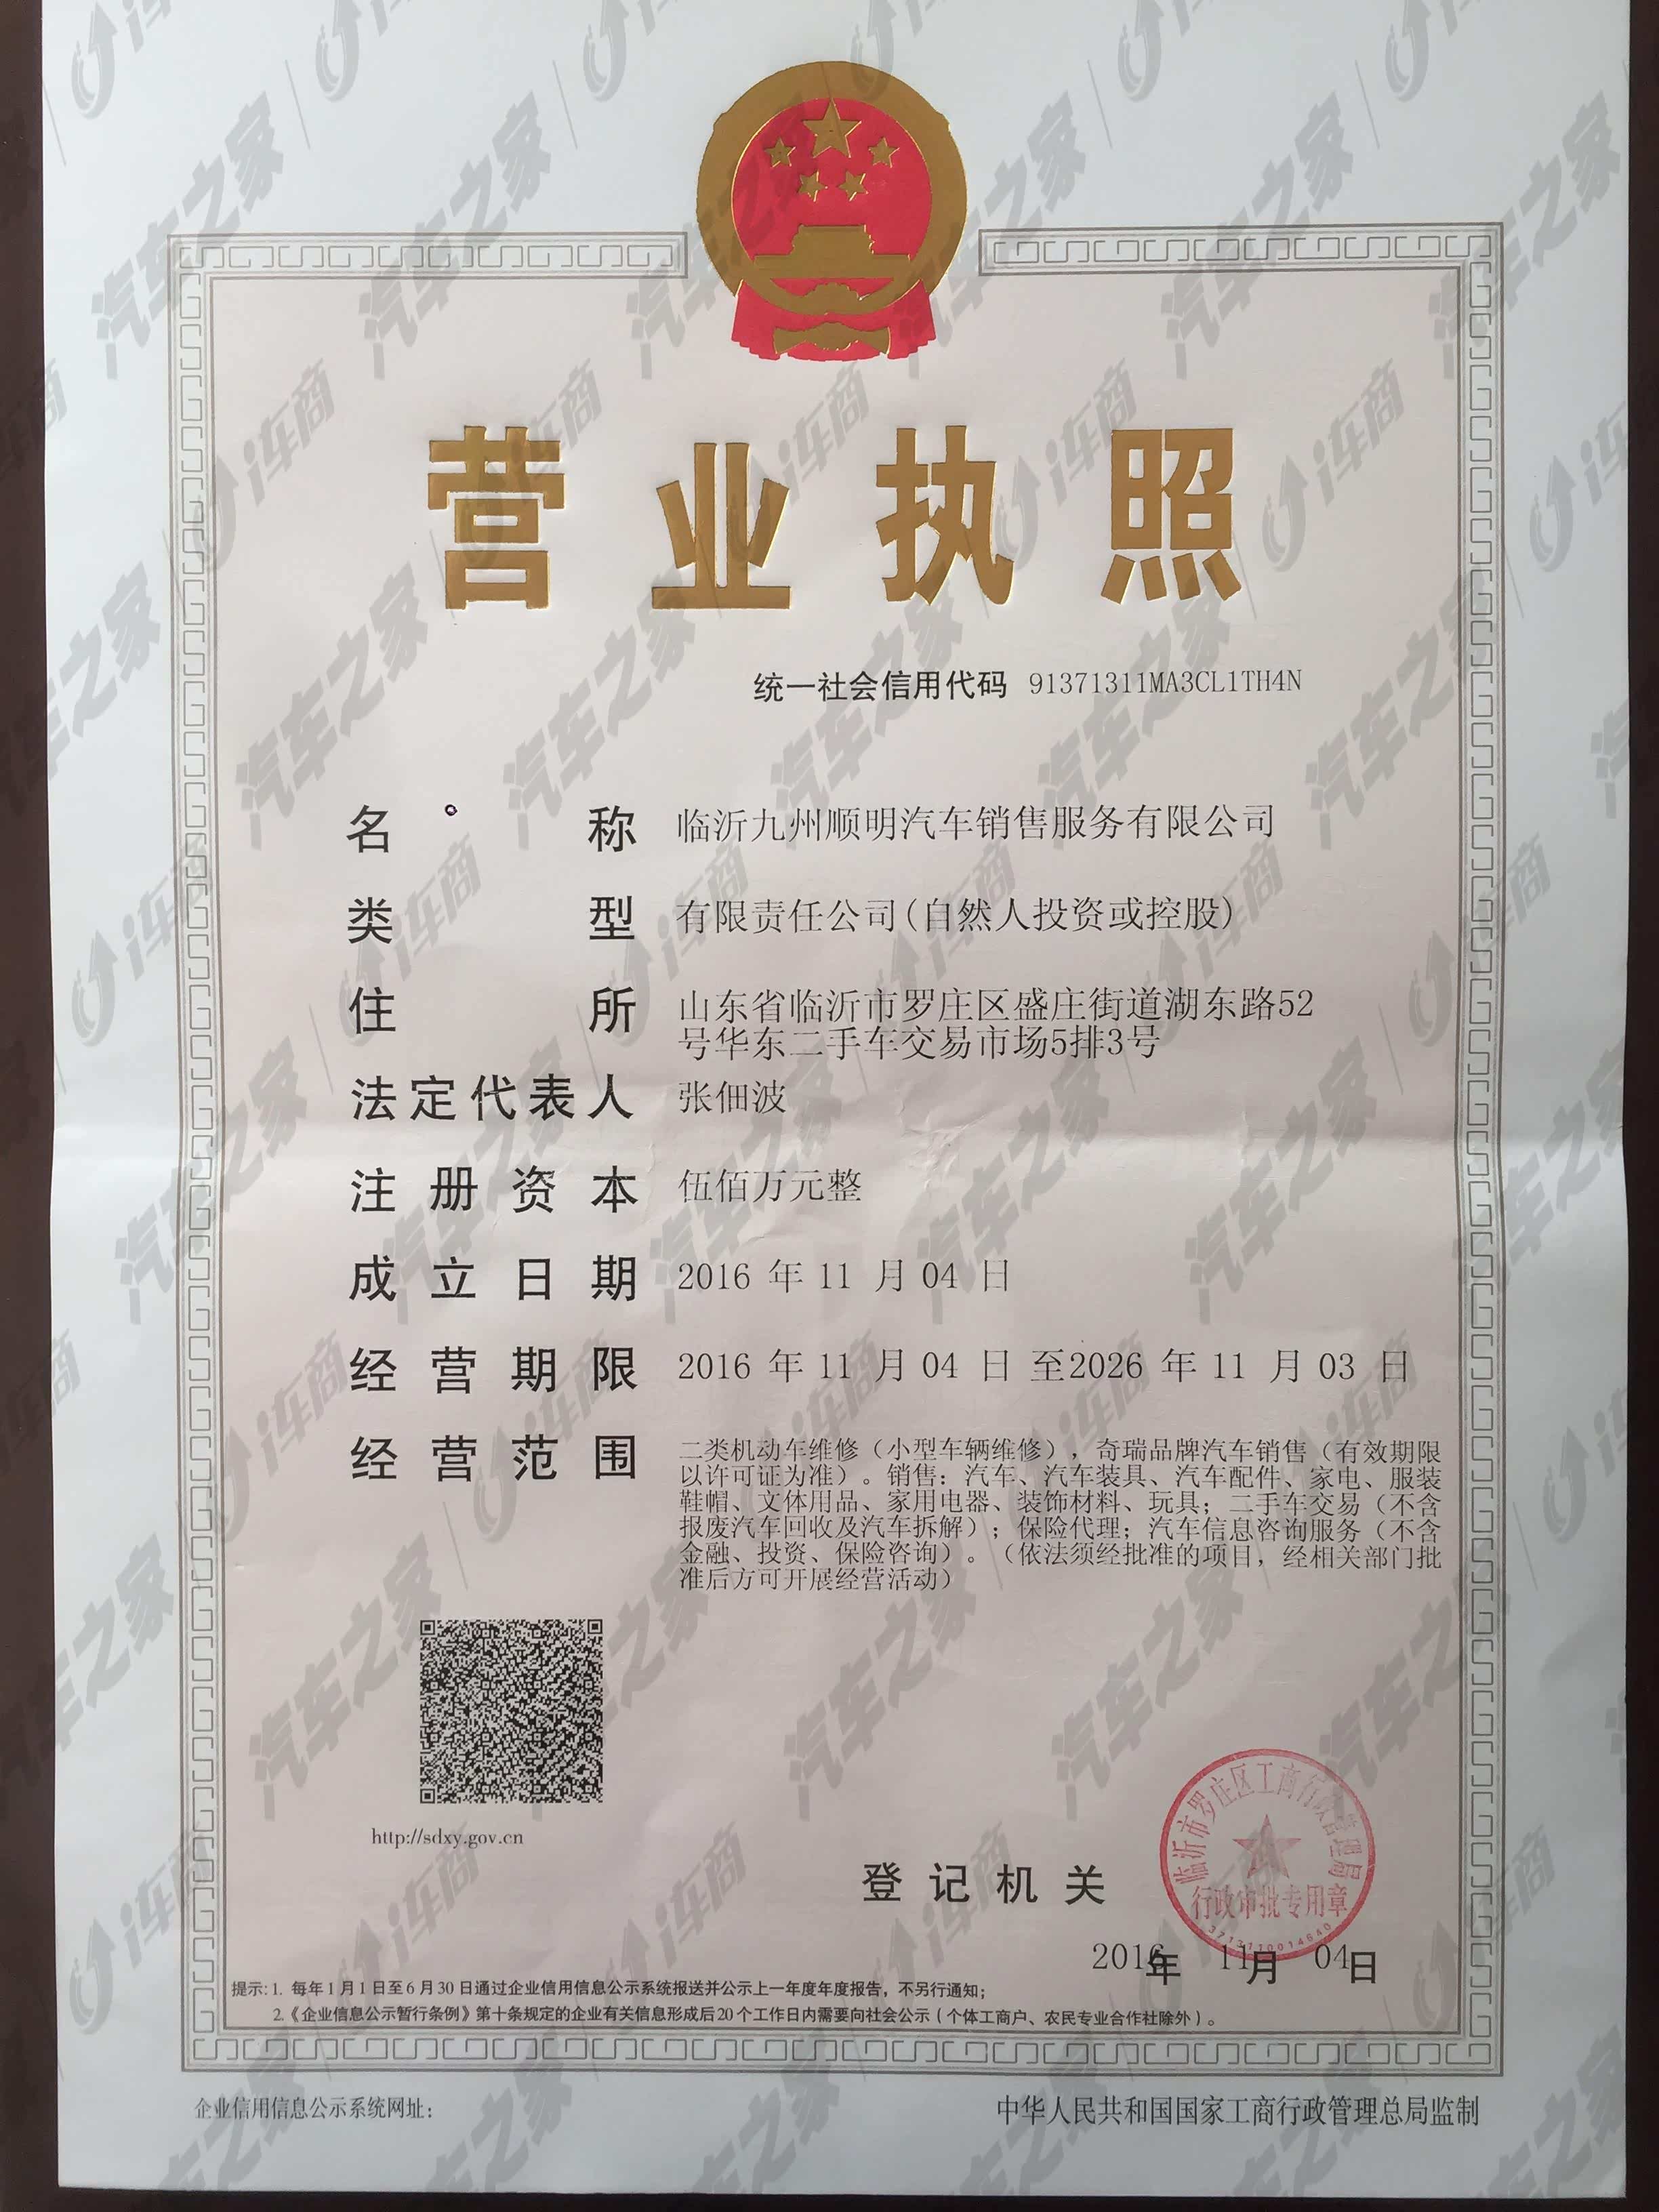 营业执照
统一社会信用代码 91371311MA3CL1TH4N
名称 临沂九州顺明汽车销售服务有限公司
类型 有限责任公司(自然人投资或控股)
住所 山东省临沂市罗庄区盛庄街道湖东路52
号华东二手车交易市场5排3号
法定代表人 张佃波
注册资本 伍佰万元整
成立日期 2016 年 11 月 04 日
经营期限 2016 年 11 月 04 日 至2026 年 11 月 03 日
经营范围 二类机动车维修（小型车辆维修），奇瑞品牌汽车销售（有效期限
以许可证为准）。销售：汽车、汽车装具、汽车配件、家电、服装
鞋帽、文体用品、家用电器、装饰材料、玩具；二手车交易（不含
报废汽车回收及汽车拆解）；保险代理；汽车信息咨询服务（不含
金融、投资、保险咨询）。（依法须经批准的项目，经相关部门批
准后方可开展经营活动）
http://sdxy.gov.cn
登记机关
临沂市罗庄区工商行政管理局
行政审批专用章
3713110014640
2016年 11月 04日
提示：1. 每年1月1日至6月30日通过企业信用信息公示系统报送并公示上一年度年度报告，不另行通知；
2.《企业信息公示暂行条例》第十条规定的企业有关信息形成后20个工作日内需要向社会公示（个体工商户、农民专业合作社除外）。
企业信用信息公示系统网址：
中华人民共和国国家工商行政管理总局监制
汽车之家
i车商